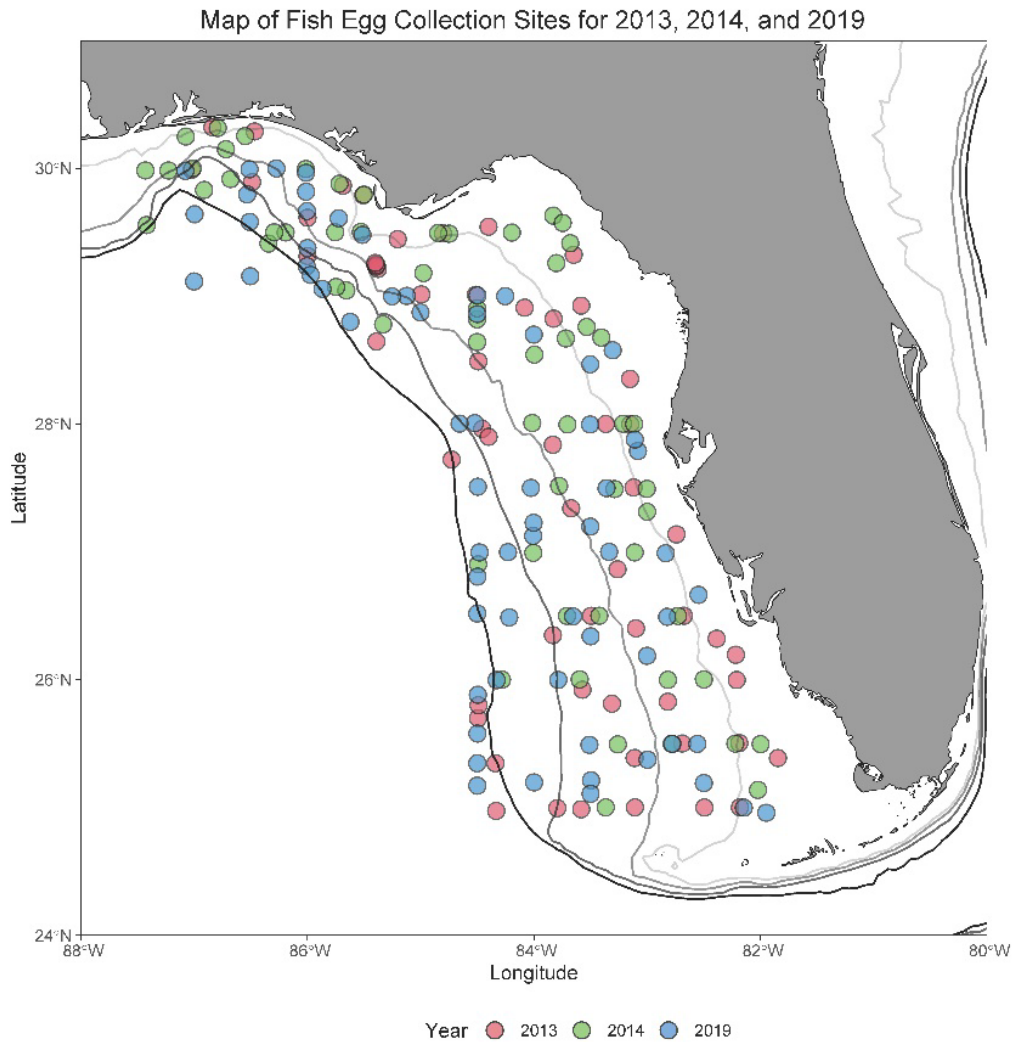 Map of Fish Egg Collection Sites for 2013, 2014, and 2019
30°N
28°N
26°N
24°N
Latitude
88°W 86°W 84°W 82°W 80°W
Longitude
Year 2013 2014 2019